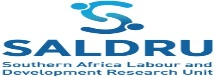 SALDRU
Southern Africa Labour and
Development Research Unit